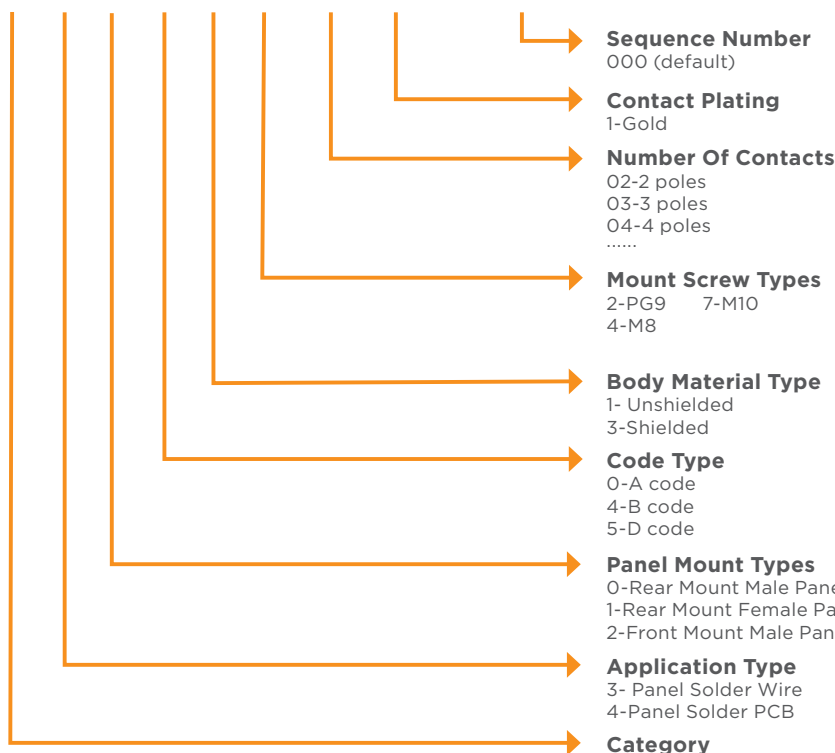 Sequence Number
000 (default)
Contact Plating
1-Gold
Number Of Contacts
02-2 poles
03-3 poles
04-4 poles
......
Mount Screw Types
2-PG9 7-M10
4-M8
Body Material Type
1- Unshielded
3-Shielded
Code Type
0-A code
4-B code
5-D code
Panel Mount Types
0-Rear Mount Male
1-Rear Mount Female
2-Front Mount Male
Application Type
3- Panel Solder Wire
4-Panel Solder PCB
Category